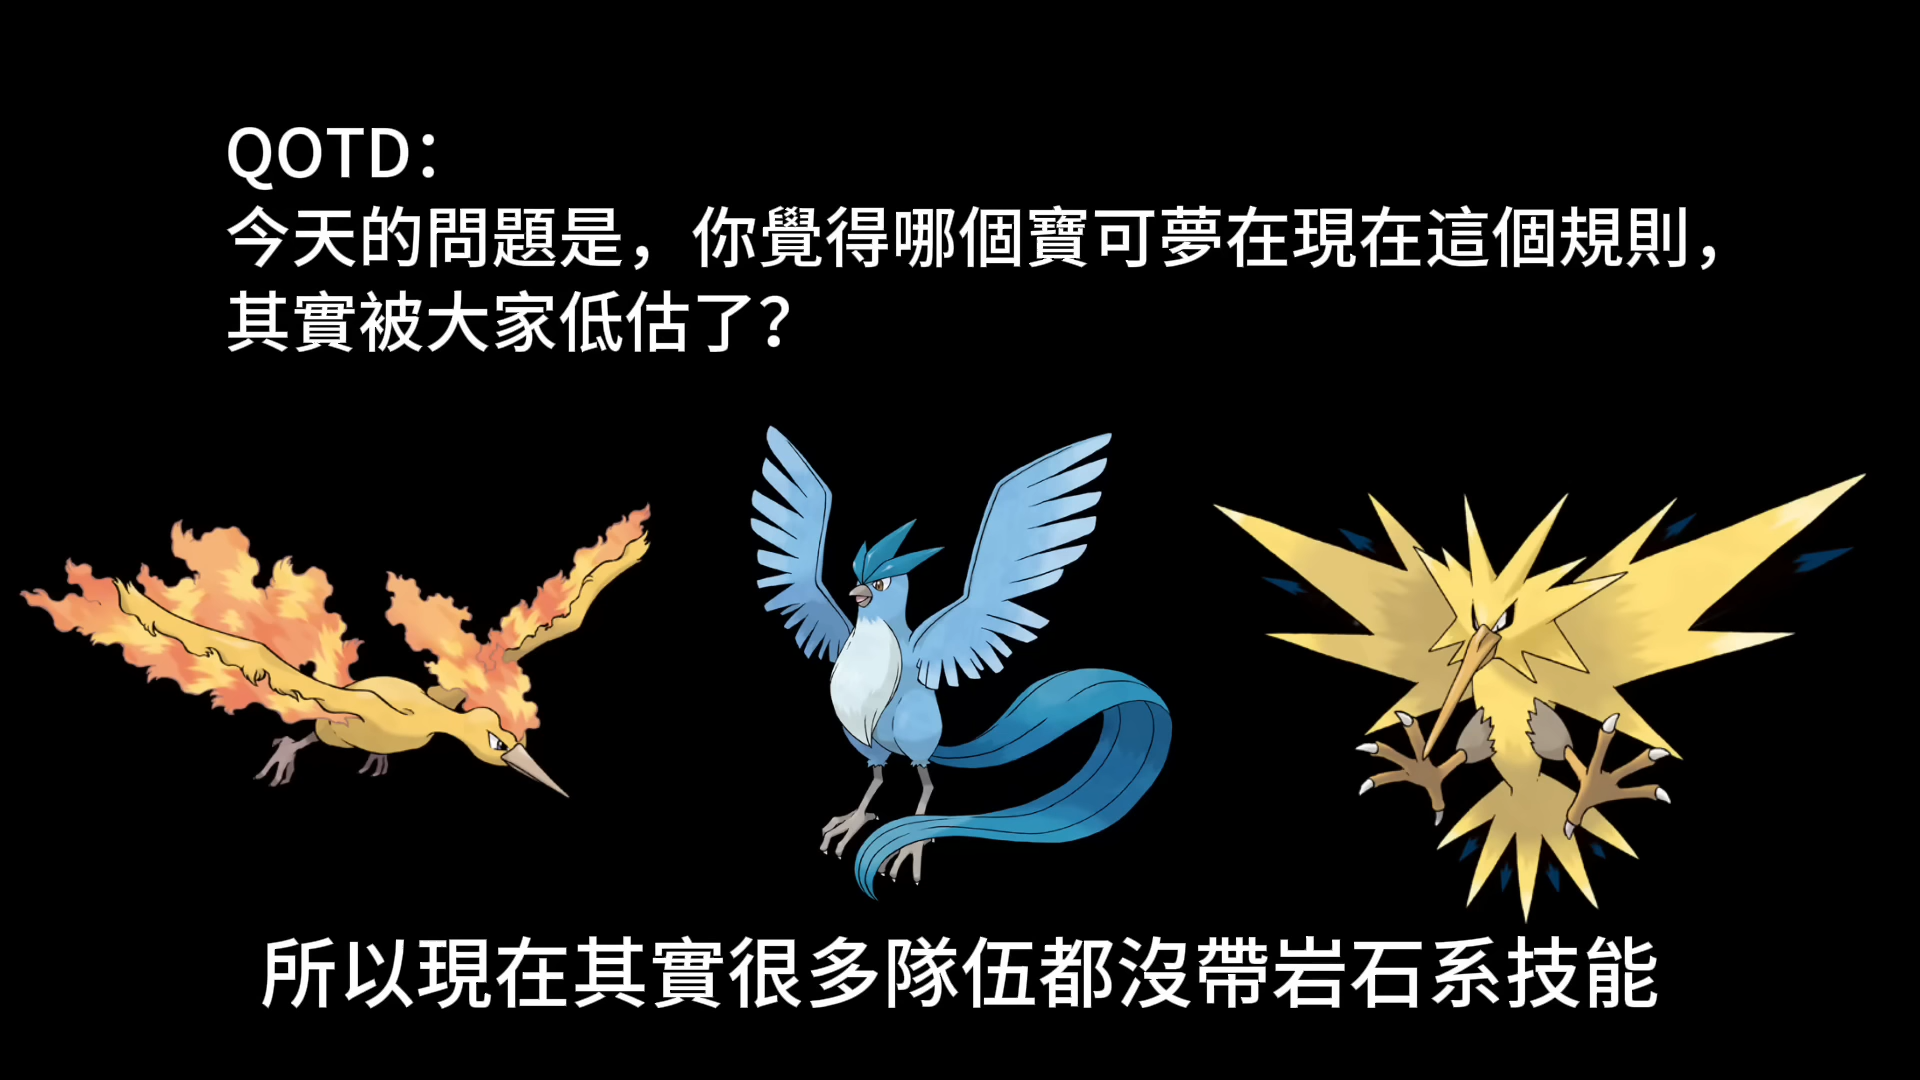 QOTD：
今天的問題是，你覺得哪個寶可夢在現在這個規則，
其實被大家低估了？
所以現在其實很多隊伍都沒帶岩石系技能